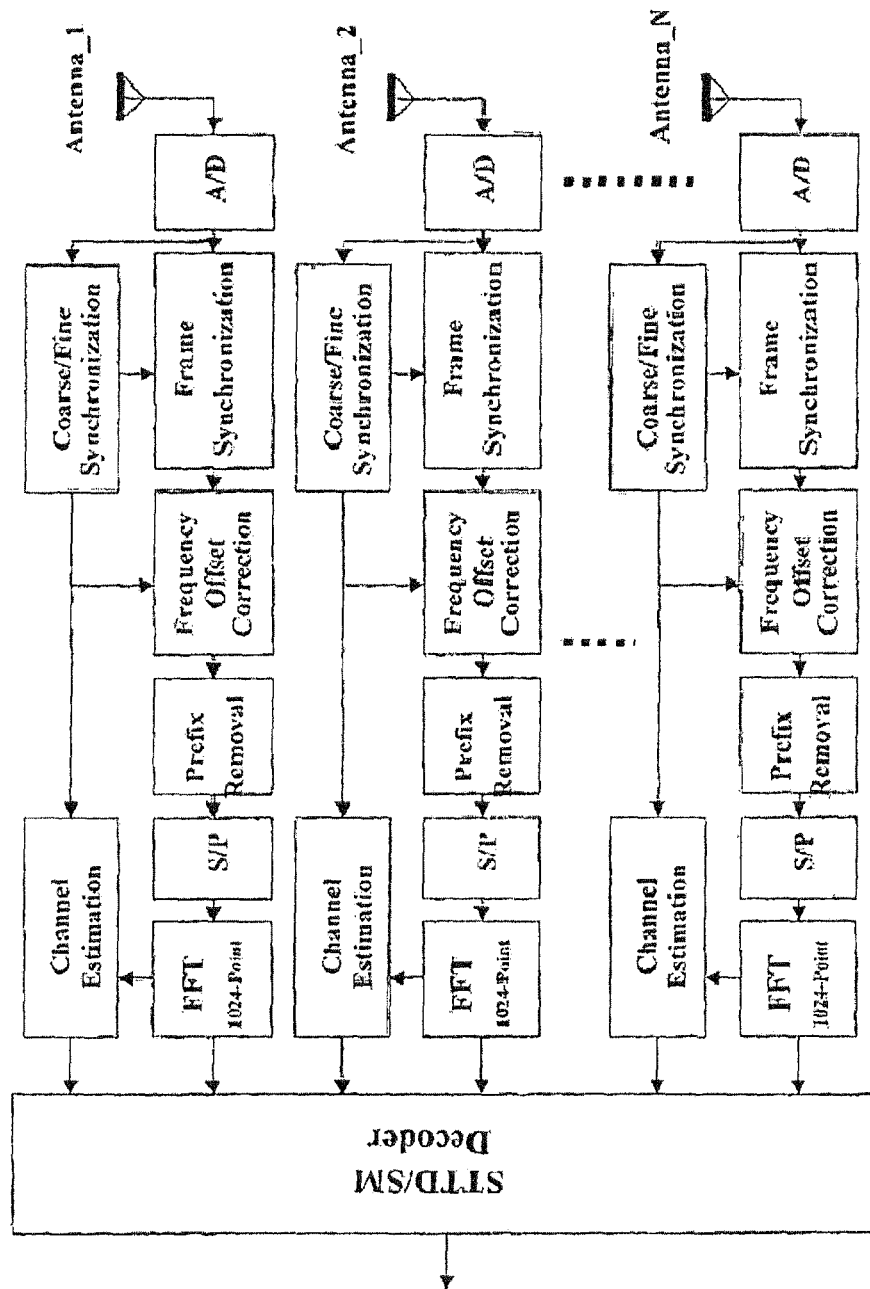 Antenna_1
A/D
Coarse/Fine
Synchronization
Frame
Synchronization
Frequency
Offset
Correction
Prefix
Removal
S/P
Channel
Estimation
FFT
1024-Point
Antenna_2
A/D
Coarse/Fine
Synchronization
Frame
Synchronization
Frequency
Offset
Correction
Prefix
Removal
S/P
Channel
Estimation
FFT
1024-Point
Antenna_N
A/D
Coarse/Fine
Synchronization
Frame
Synchronization
Frequency
Offset
Correction
Prefix
Removal
S/P
Channel
Estimation
FFT
1024-Point
STTD/SM
Decoder